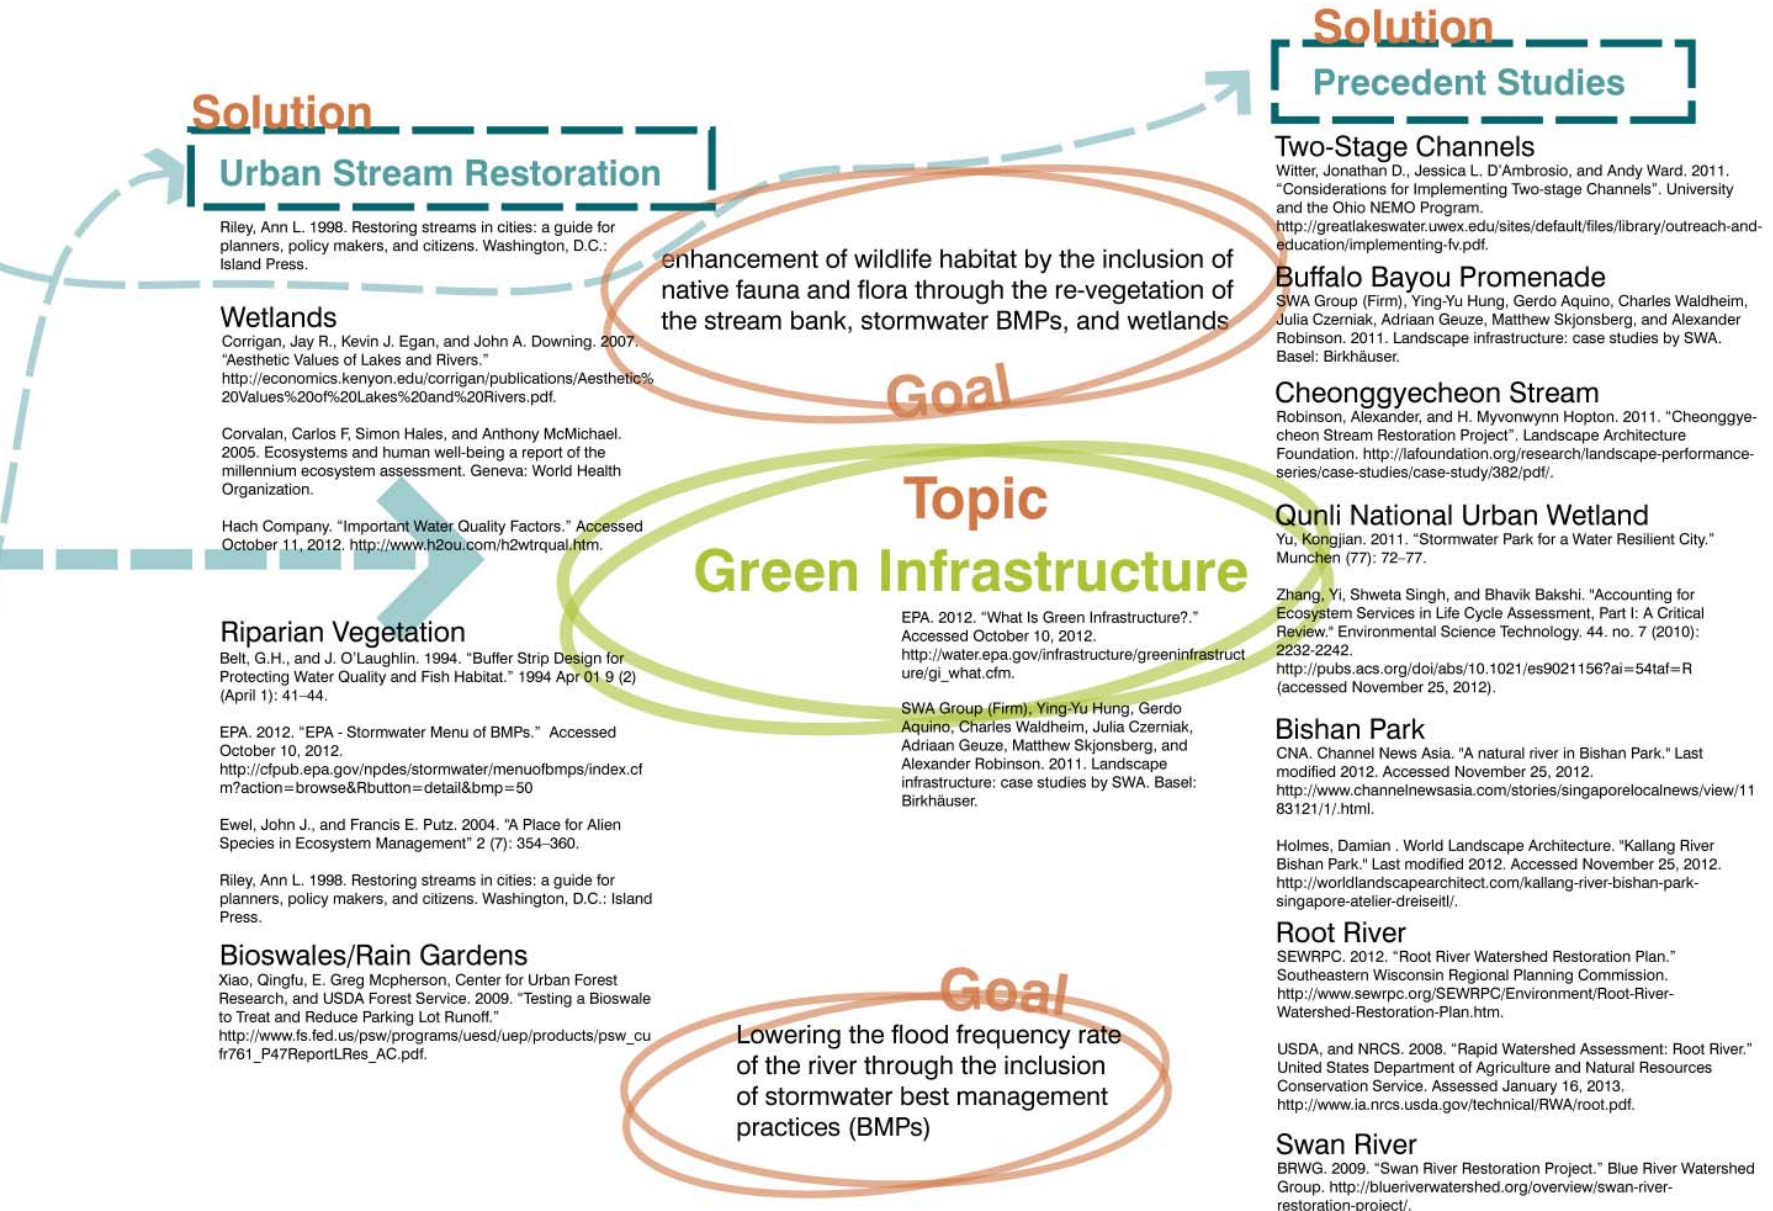 Solution
Urban Stream Restoration
Riley, Ann L. 1998. Restoring streams in cities: a guide for
planners, policy makers, and citizens. Washington, D.C.:
Island Press.
Wetlands
Corrigan, Jay R., Kevin J. Egan, and John A. Downing. 2007.
“Aesthetic Values of Lakes and Rivers.”
http://economics.kenyon.edu/corrigan/publications/Aesthetic%
20Values%20of%20Lakes%20and%20Rivers.pdf.
Corvalan, Carlos F, Simon Hales, and Anthony McMichael.
2005. Ecosystems and human well-being a report of the
millennium ecosystem assessment. Geneva: World Health
Organization.
Hach Company. “Important Water Quality Factors.” Accessed
October 11, 2012. http://www.h2ou.com/h2wtrqual.htm.
Riparian Vegetation
Belt, G.H., and J. O’Laughlin. 1994. “Buffer Strip Design for
Protecting Water Quality and Fish Habitat.” 1994 Apr 01 9 (2)
(April 1): 41–44.
EPA. 2012. “EPA - Stormwater Menu of BMPs.”  Accessed
October 10, 2012.
http://cfpub.epa.gov/npdes/stormwater/menuofbmps/index.cf
m?action=browse&Rbutton=detail&bmp=50
Ewel, John J., and Francis E. Putz. 2004. “A Place for Alien
Species in Ecosystem Management” 2 (7): 354–360.
Riley, Ann L. 1998. Restoring streams in cities: a guide for
planners, policy makers, and citizens. Washington, D.C.: Island
Press.
Bioswales/Rain Gardens
Xiao, Qingfu, E. Greg Mcpherson, Center for Urban Forest
Research, and USDA Forest Service. 2009. “Testing a Bioswale
to Treat and Reduce Parking Lot Runoff.”
http://www.fs.fed.us/psw/programs/uesd/uep/products/psw_cu
fr761_P47ReportLRes_AC.pdf.
enhancement of wildlife habitat by the inclusion of
native fauna and flora through the re-vegetation of
the stream bank, stormwater BMPs, and wetlands
Goal
Topic
Green Infrastructure
EPA. 2012. “What Is Green Infrastructure?.”
Accessed October 10, 2012.
http://water.epa.gov/infrastructure/greeninfrastruct
ure/gi_what.cfm.
SWA Group (Firm), Ying-Yu Hung, Gerdo
Aquino, Charles Waldheim, Julia Czerniak,
Adriaan Geuze, Matthew Skjonsberg, and
Alexander Robinson. 2011. Landscape
infrastructure: case studies by SWA. Basel:
Birkhäuser.
Goal
Lowering the flood frequency rate
of the river through the inclusion
of stormwater best management
practices (BMPs)
Solution
Precedent Studies
Two-Stage Channels
Witter, Jonathan D., Jessica L. D’Ambrosio, and Andy Ward. 2011.
“Considerations for Implementing Two-stage Channels”. University
and the Ohio NEMO Program.
http://greatlakeswater.uwex.edu/sites/default/files/library/outreach-and-
education/implementing-fv.pdf.
Buffalo Bayou Promenade
SWA Group (Firm), Ying-Yu Hung, Gerdo Aquino, Charles Waldheim,
Julia Czerniak, Adriaan Geuze, Matthew Skjonsberg, and Alexander
Robinson. 2011. Landscape infrastructure: case studies by SWA.
Basel: Birkhäuser.
Cheonggyecheon Stream
Robinson, Alexander, and H. Myvonwynn Hopton. 2011. “Cheonggye-
cheon Stream Restoration Project”. Landscape Architecture
Foundation. http://lafoundation.org/research/landscape-performance-
series/case-studies/case-study/382/pdf/.
Qunli National Urban Wetland
Yu, Kongjian. 2011. “Stormwater Park for a Water Resilient City.”
Munchen (77): 72–77.
Zhang, Yi, Shweta Singh, and Bhavik Bakshi. "Accounting for
Ecosystem Services in Life Cycle Assessment, Part I: A Critical
Review." Environmental Science Technology. 44. no. 7 (2010):
2232-2242.
http://pubs.acs.org/doi/abs/10.1021/es9021156?ai=54taf=R
(accessed November 25, 2012).
Bishan Park
CNA. Channel News Asia. "A natural river in Bishan Park." Last
modified 2012. Accessed November 25, 2012.
http://www.channelnewsasia.com/stories/singaporelocalnews/view/11
83121/1/.html.
Holmes, Damian . World Landscape Architecture. "Kallang River
Bishan Park." Last modified 2012. Accessed November 25, 2012.
http://worldlandscapearchitect.com/kallang-river-bishan-park-
singapore-atelier-dreiseitl/.
Root River
SEWRPC. 2012. “Root River Watershed Restoration Plan.”
Southeastern Wisconsin Regional Planning Commission.
http://www.sewrpc.org/SEWRPC/Environment/Root-River-
Watershed-Restoration-Plan.htm.
USDA, and NRCS. 2008. “Rapid Watershed Assessment: Root River.”
United States Department of Agriculture and Natural Resources
Conservation Service. Assessed January 16, 2013.
http://www.ia.nrcs.usda.gov/technical/RWA/root.pdf.
Swan River
BRWG. 2009. “Swan River Restoration Project.” Blue River Watershed
Group. http://blueriverwatershed.org/overview/swan-river-
restoration-project/.